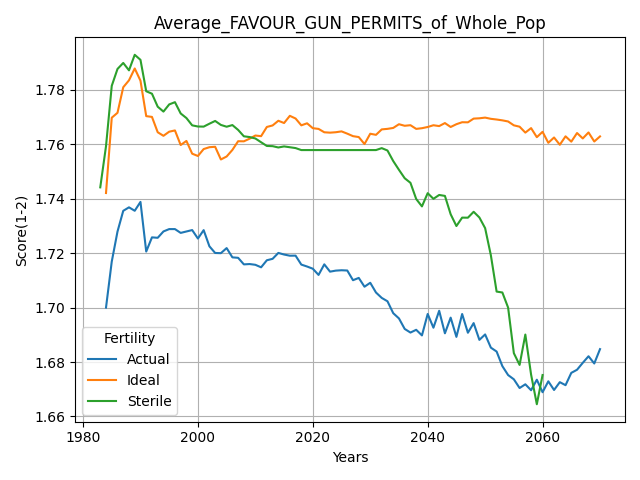 Average_FAVOUR_GUN_PERMITS_of_Whole_Pop
Score(1-2)
1.78
1.76
1.74
1.72
1.70
1.68
1.66
Fertility
Actual
Ideal
Sterile
1980
2000
2020
2040
2060
Years